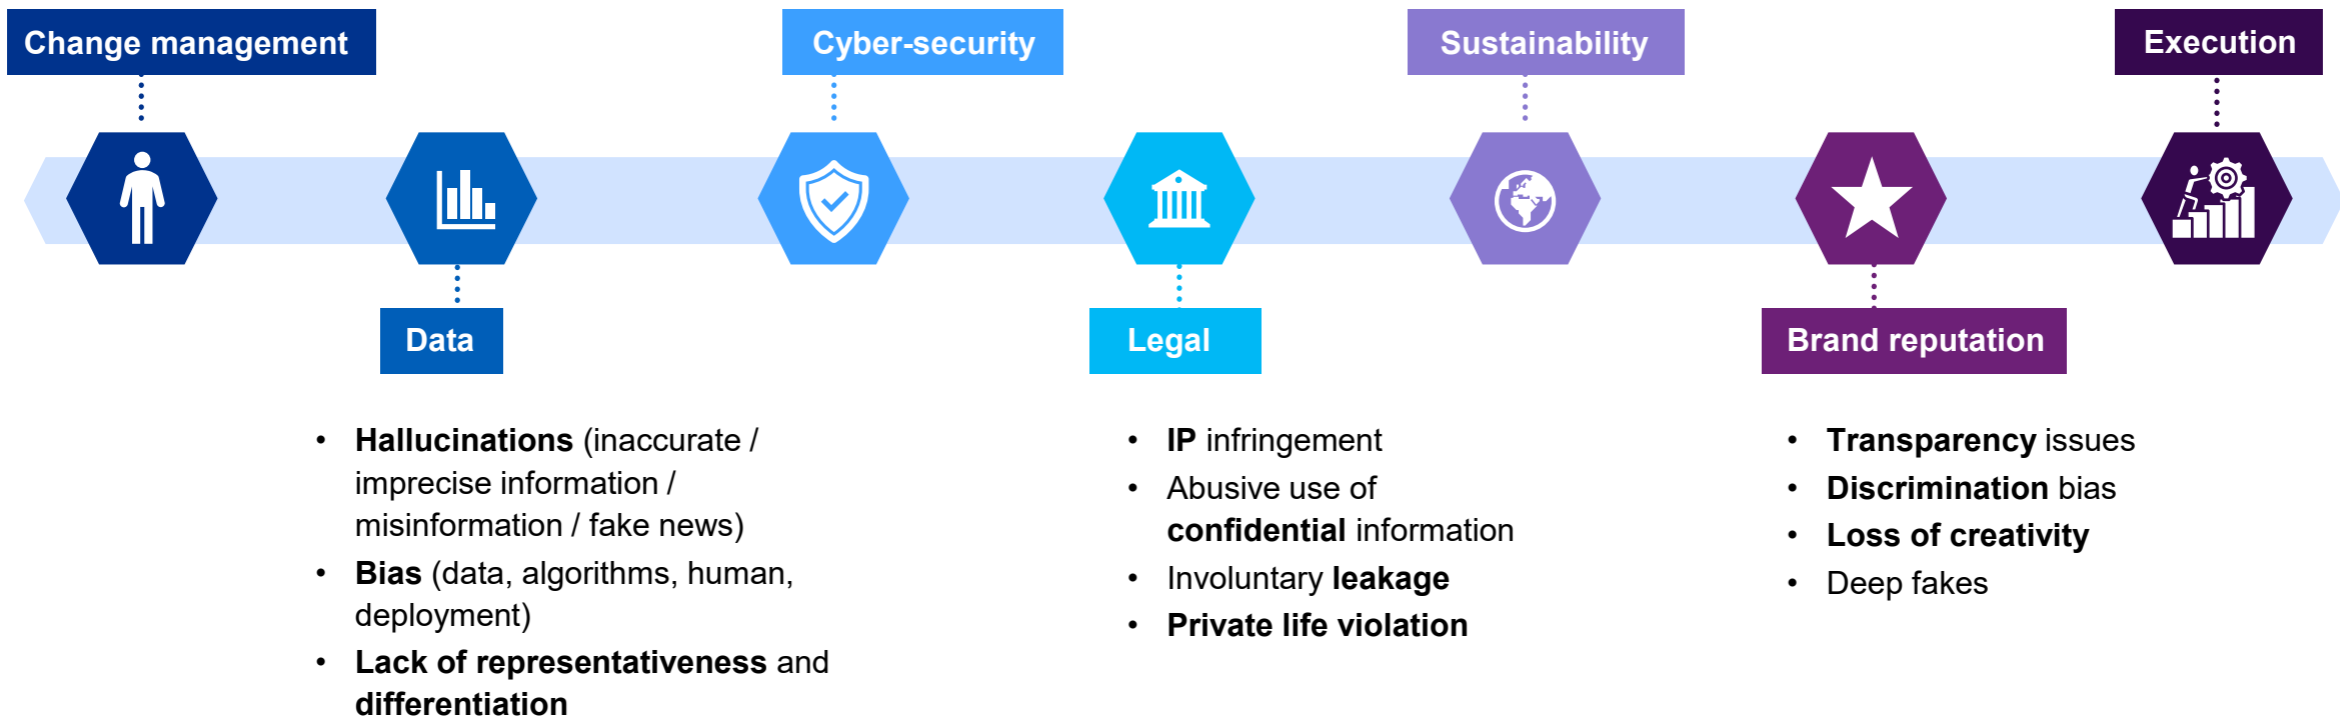 Change management
Cyber-security
Sustainability
Execution
Data
Legal
Brand reputation
• Hallucinations (inaccurate /
imprecise information /
misinformation / fake news)
• Bias (data, algorithms, human,
deployment)
• Lack of representativeness and
differentiation
• IP infringement
• Abusive use of
confidential information
• Involuntary leakage
• Private life violation
• Transparency issues
• Discrimination bias
• Loss of creativity
• Deep fakes